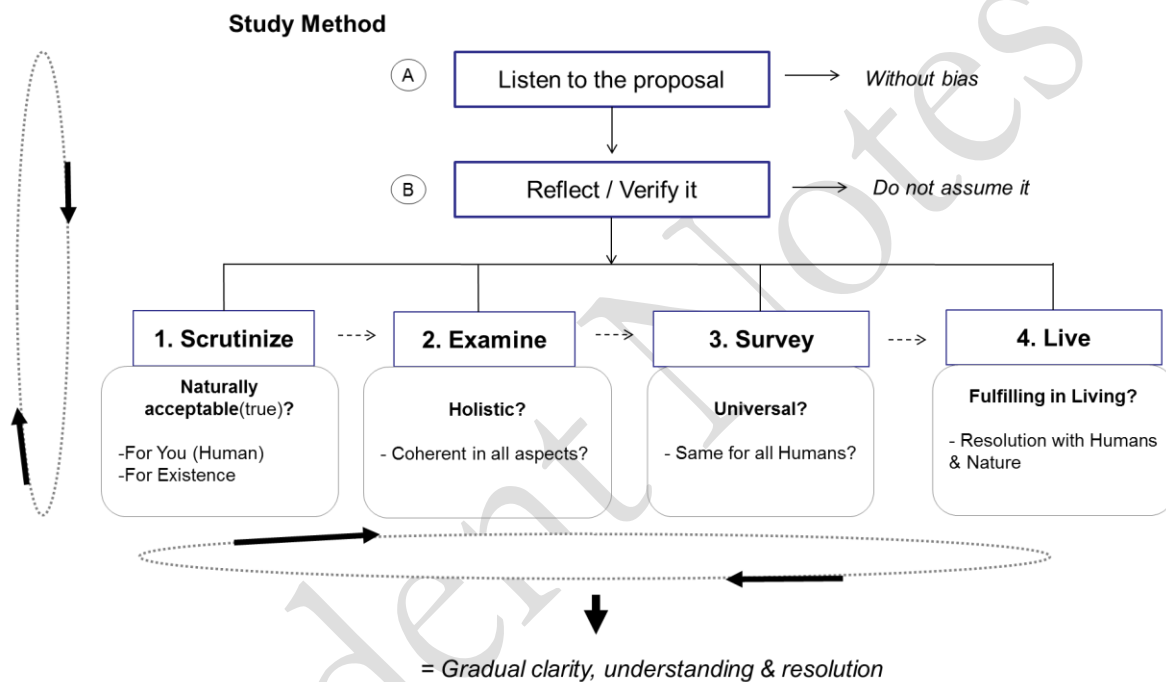 Study Method
A
Listen to the proposal
Without bias
B
Reflect / Verify it
Do not assume it
1. Scrutinize
2. Examine
3. Survey
4. Live
Naturally
acceptable(true)?
-For You (Human)
-For Existence
Holistic?
- Coherent in all aspects?
Universal?
- Same for all Humans?
Fulfilling in Living?
- Resolution with Humans
& Nature
= Gradual clarity, understanding & resolution
dent Notes